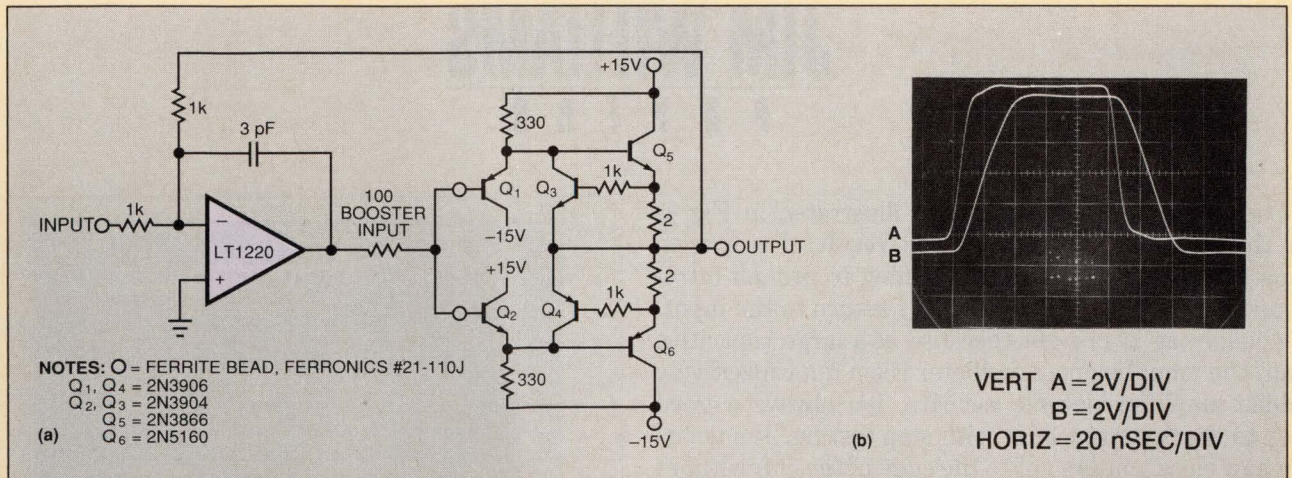 1k
3 pF
1k
INPUT
LT1220
−
+
100
BOOSTER
INPUT
+15V
330
Q1
−15V
Q3
1k
Q5
2
OUTPUT
2
+15V
Q2
Q4
1k
Q6
330
−15V
NOTES: O = FERRITE BEAD, FERRONICS #21-110J
Q1, Q4 = 2N3906
Q2, Q3 = 2N3904
Q5 = 2N3866
Q6 = 2N5160
(a)
A
B
VERT A = 2V/DIV
B = 2V/DIV
HORIZ = 20 nSEC/DIV
(b)